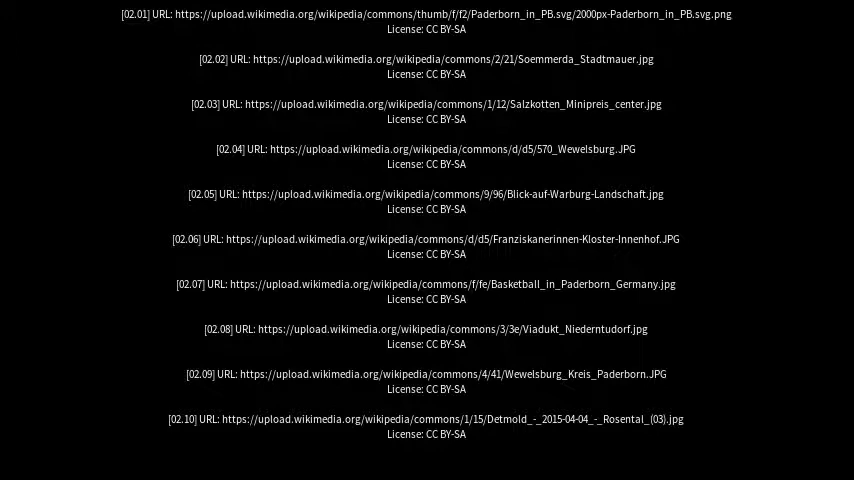 [02.01] URL: https://upload.wikimedia.org/wikipedia/commons/thumb/f/f2/Paderborn_in_PB.svg/2000px-Paderborn_in_PB.svg.png
License: CC BY-SA
[02.02] URL: https://upload.wikimedia.org/wikipedia/commons/2/21/Soemmerda_Stadtmauer.jpg
License: CC BY-SA
[02.03] URL: https://upload.wikimedia.org/wikipedia/commons/1/12/Salzkotten_Minipreis_center.jpg
License: CC BY-SA
[02.04] URL: https://upload.wikimedia.org/wikipedia/commons/d/d5/570_Wewelsburg.JPG
License: CC BY-SA
[02.05] URL: https://upload.wikimedia.org/wikipedia/commons/9/96/Blick-auf-Warburg-Landschaft.jpg
License: CC BY-SA
[02.06] URL: https://upload.wikimedia.org/wikipedia/commons/d/d5/Franziskanerinnen-Kloster-Innenhof.JPG
License: CC BY-SA
[02.07] URL: https://upload.wikimedia.org/wikipedia/commons/f/fe/Basketball_in_Paderborn_Germany.jpg
License: CC BY-SA
[02.08] URL: https://upload.wikimedia.org/wikipedia/commons/3/3e/Viadukt_Niederntudorf.jpg
License: CC BY-SA
[02.09] URL: https://upload.wikimedia.org/wikipedia/commons/4/41/Wewelsburg_Kreis_Paderborn.JPG
License: CC BY-SA
[02.10] URL: https://upload.wikimedia.org/wikipedia/commons/1/15/Detmold_-_2015-04-04_-_Rosental_(03).jpg
License: CC BY-SA